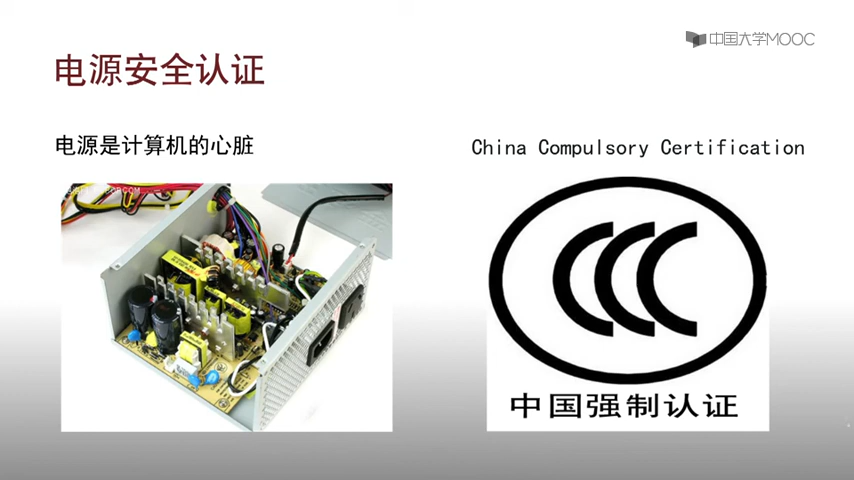 中国大学MOOC
电源安全认证
电源是计算机的心脏
China Compulsory Certification
CCC
中国强制认证